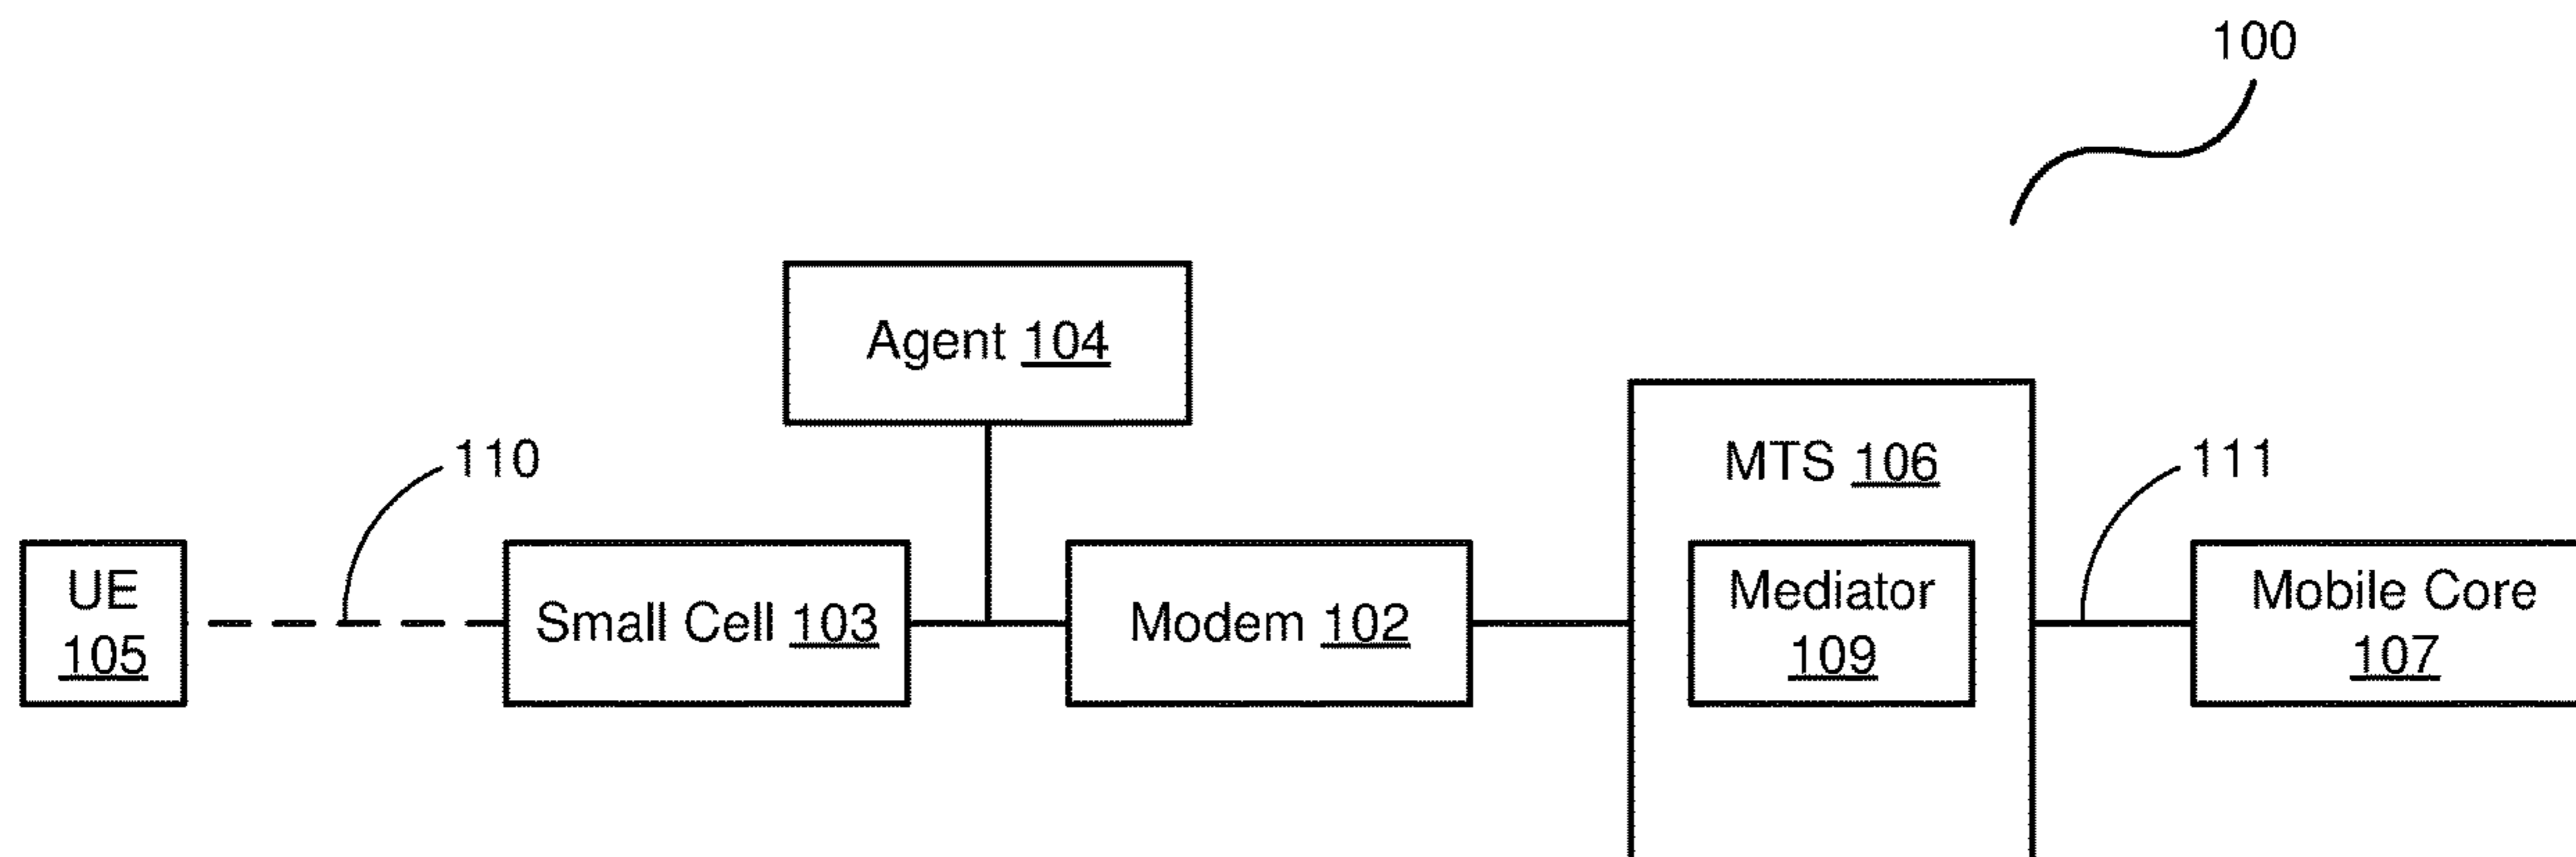 100
Agent 104
110
MTS 106
111
UE
105
Small Cell 103
Modem 102
Mediator
109
Mobile Core
107